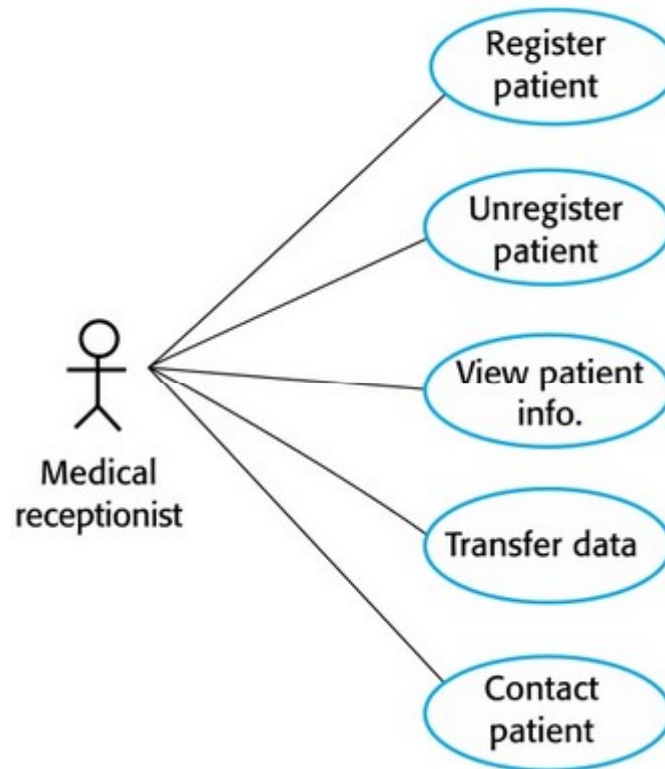 Register
patient
Unregister
patient
View patient
info.
Medical
receptionist
Transfer data
Contact
patient